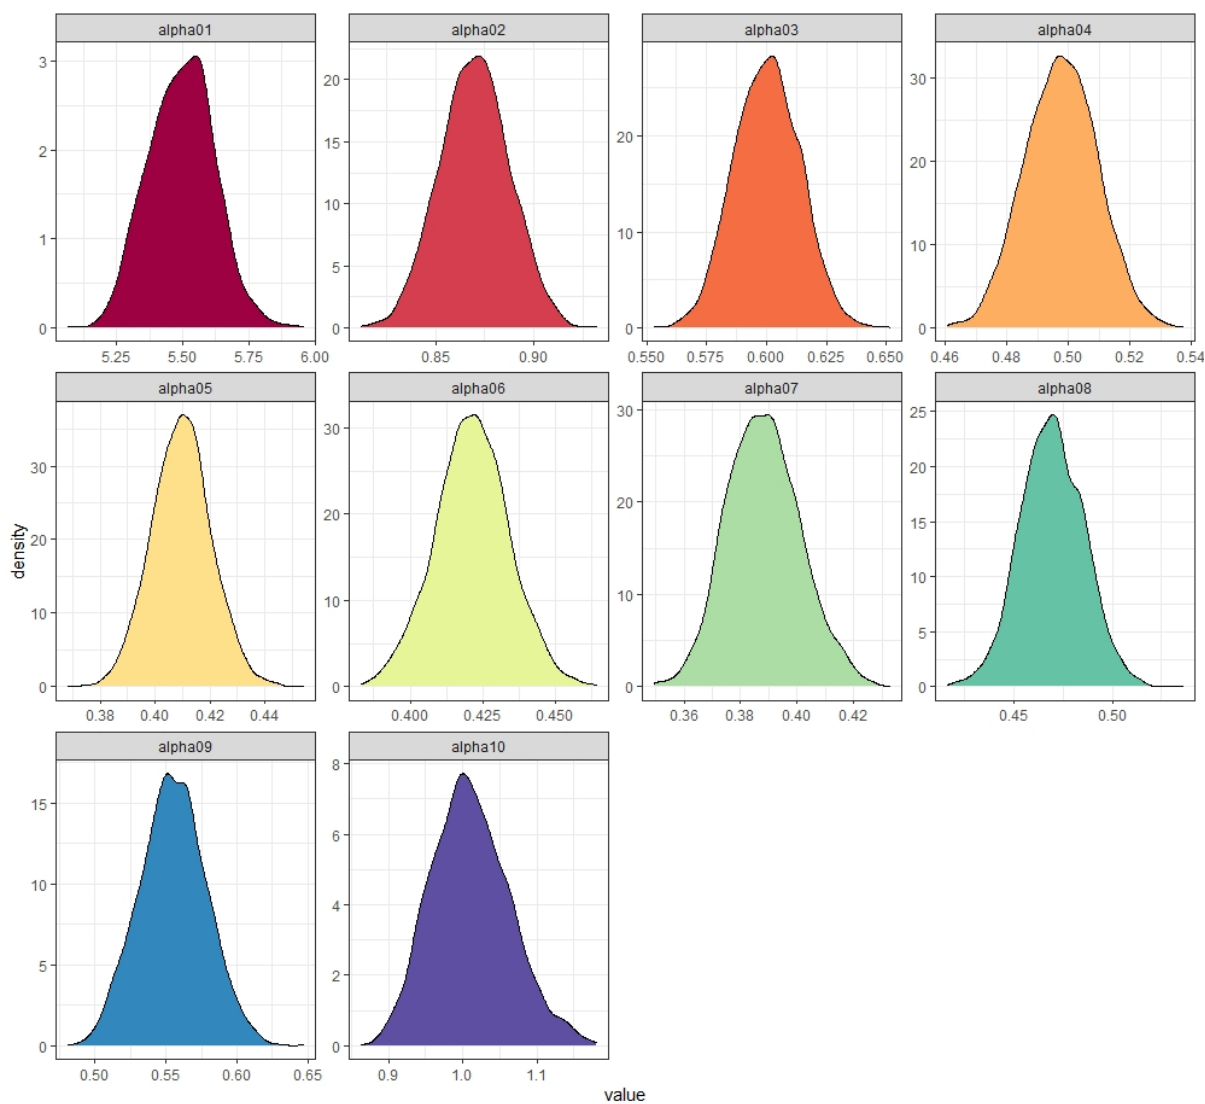 alpha01 alpha02 alpha03 alpha04
3 2 1 0
20 15 10 5 0
20 10 0
30 20 10 0
5.25 5.50 5.75 6.00
0.85 0.90
0.550 0.575 0.600 0.625 0.650
0.46 0.48 0.50 0.52 0.54
alpha05 alpha06 alpha07 alpha08
30 20 10 0
30 20 10 0
30 20 10 0
25 20 15 10 5 0
0.38 0.40 0.42 0.44
0.400 0.425 0.450
0.36 0.38 0.40 0.42
0.45 0.50
density
alpha09 alpha10
15 10 5 0
8 6 4 2 0
0.50 0.55 0.60 0.65
0.9 1.0 1.1
value